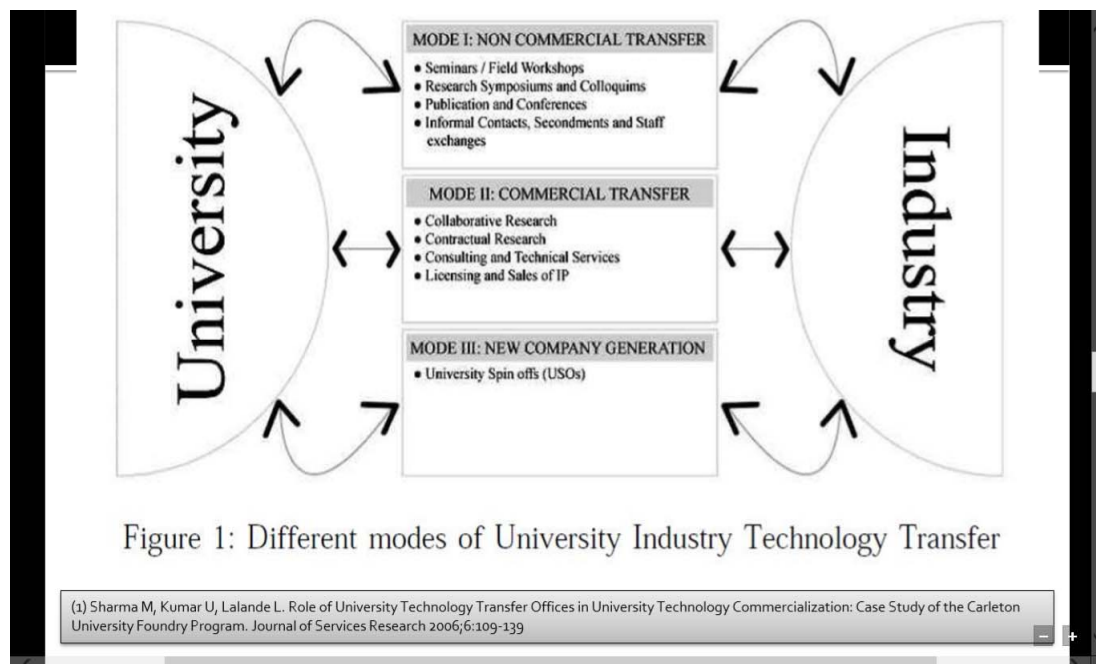 University
MODE I: NON COMMERCIAL TRANSFER
• Seminars / Field Workshops
• Research Symposiums and Colloquims
• Publication and Conferences
• Informal Contacts, Secondments and Staff
exchanges
MODE II: COMMERCIAL TRANSFER
• Collaborative Research
• Contractual Research
• Consulting and Technical Services
• Licensing and Sales of IP
MODE III: NEW COMPANY GENERATION
• University Spin offs (USOs)
Industry
Figure 1: Different modes of University Industry Technology Transfer
(1) Sharma M, Kumar U, Lalande L. Role of University Technology Transfer Offices in University Technology Commercialization: Case Study of the Carleton
University Foundry Program. Journal of Services Research 2006;6:109-139